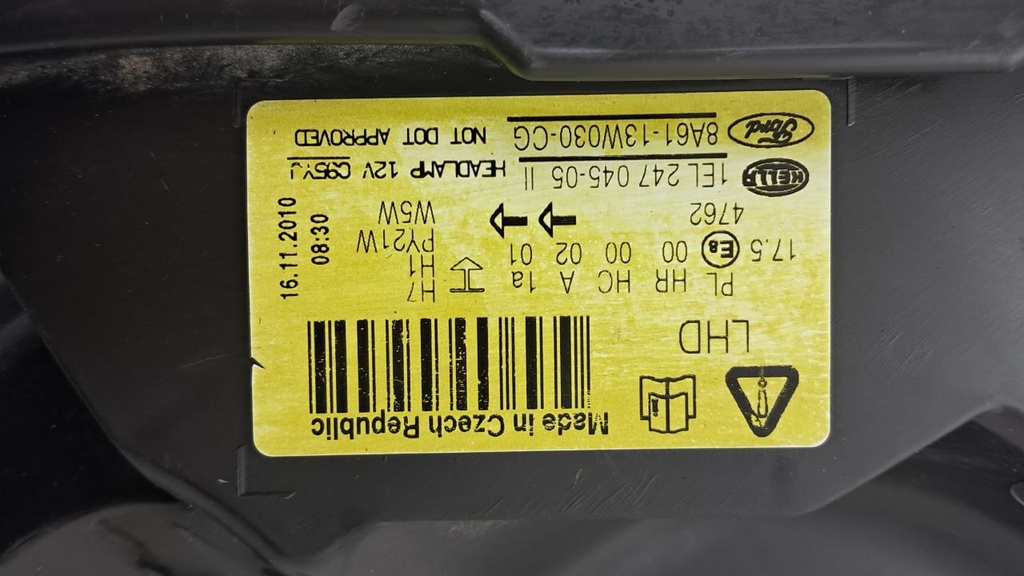 Made in Czech Republic
LHD
PL HR HC A 1a H7
H1
17.5 E8 00 00 02 01 PY21W
4762 W5W
HELLA 1EL 247 045-05 II HEADLAMP 12V
Ford 8A61-13W030-CG NOT DOT APPROVED
16.11.2010
08:30